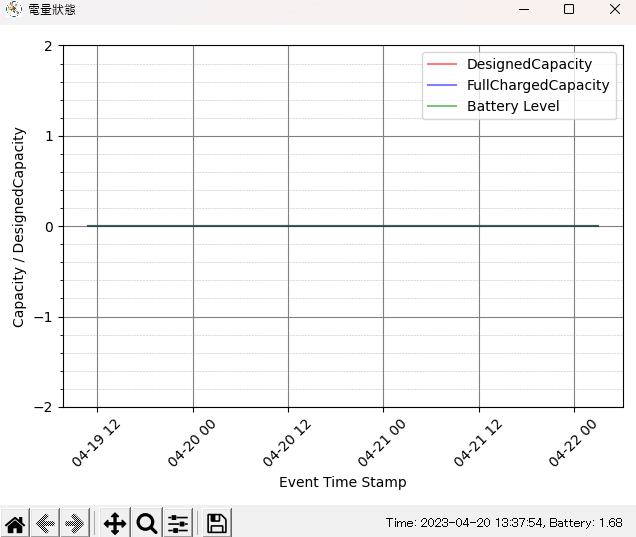 電量狀態
DesignedCapacity
FullChargedCapacity
Battery Level
Capacity / DesignedCapacity
2
1
0
−1
−2
04-19 12
04-20 00
04-20 12
04-21 00
04-21 12
04-22 00
Event Time Stamp
Time: 2023-04-20 13:37:54, Battery: 1.68